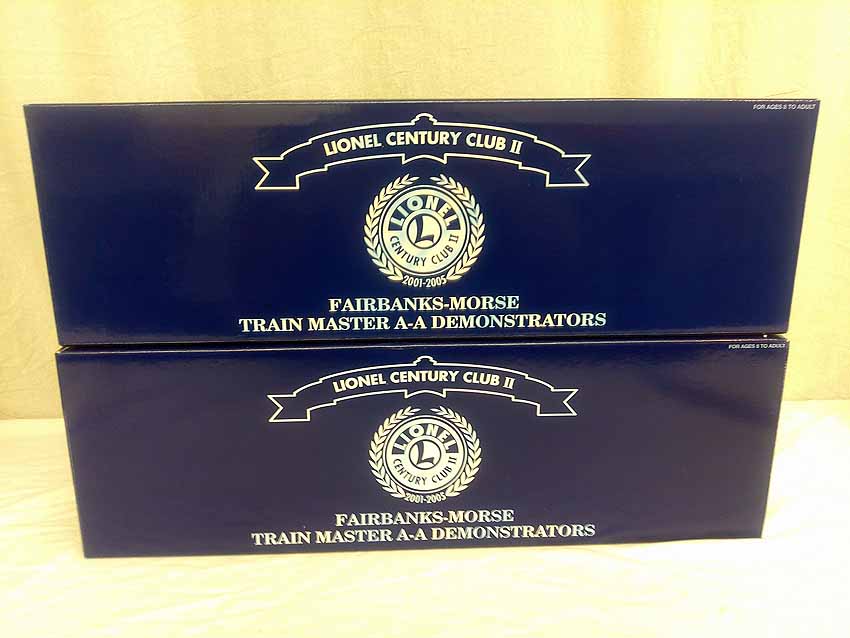 FOR AGES 8 TO ADULT
LIONEL CENTURY CLUB II
LIONEL
L
CENTURY CLUB II
2001-2005
FAIRBANKS-MORSE
TRAIN MASTER A-A DEMONSTRATORS
FOR AGES 8 TO ADULT
LIONEL CENTURY CLUB II
LIONEL
L
CENTURY CLUB II
2001-2005
FAIRBANKS-MORSE
TRAIN MASTER A-A DEMONSTRATORS